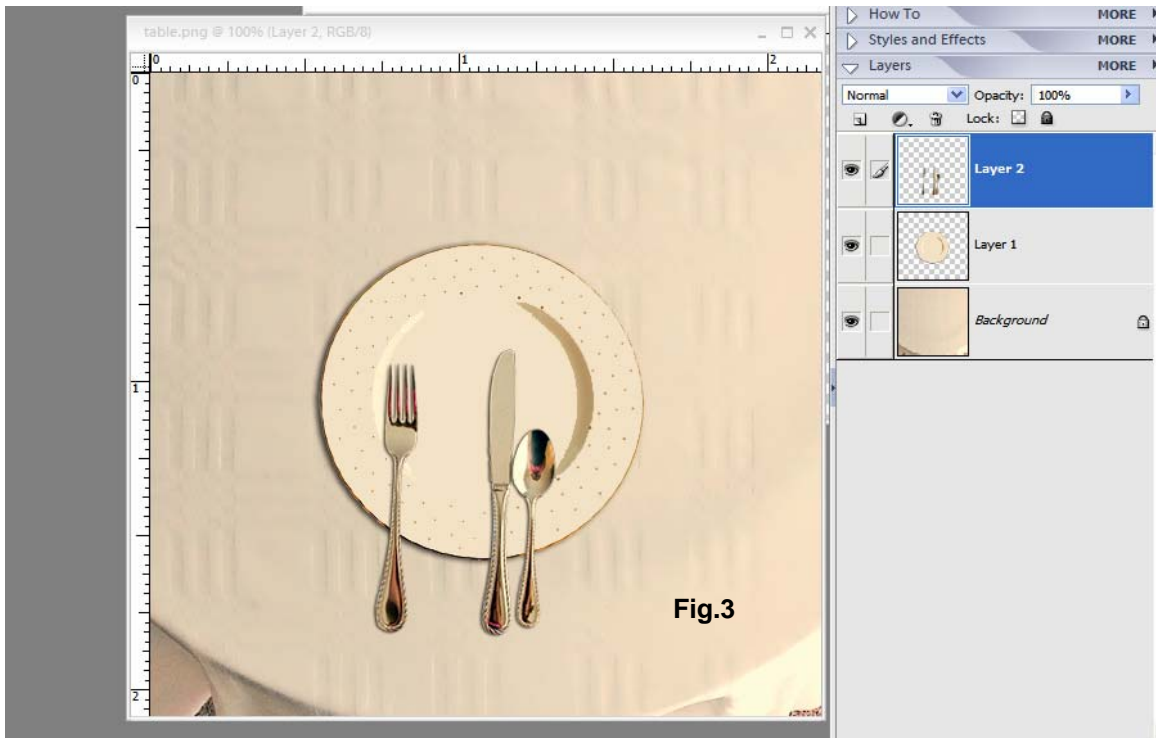 table.png @ 100% (Layer 2, RGB/8)
0 1 2
0
1
2
Fig.3
How To MORE
Styles and Effects MORE
Layers MORE
Normal Opacity: 100%
Lock:
Layer 2
Layer 1
Background